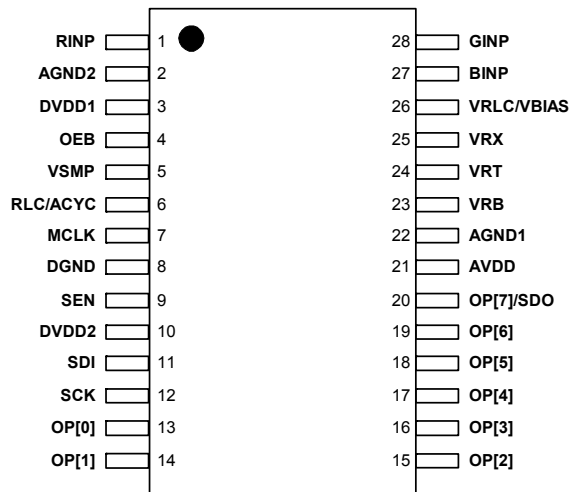 RINP 1 28 GINP
AGND2 2 27 BINP
DVDD1 3 26 VRLC/VBIAS
OEB 4 25 VRX
VSMP 5 24 VRT
RLC/ACYC 6 23 VRB
MCLK 7 22 AGND1
DGND 8 21 AVDD
SEN 9 20 OP[7]/SDO
DVDD2 10 19 OP[6]
SDI 11 18 OP[5]
SCK 12 17 OP[4]
OP[0] 13 16 OP[3]
OP[1] 14 15 OP[2]